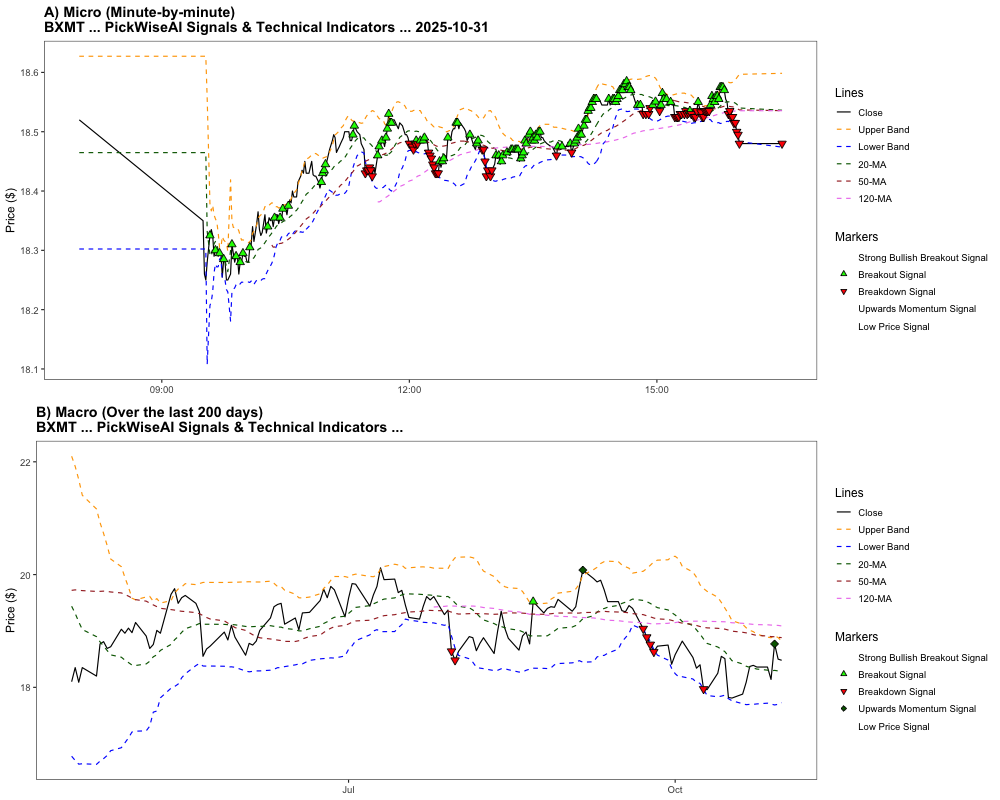 A) Micro (Minute-by-minute)
BXMT ... PickWiseAI Signals & Technical Indicators ... 2025-10-31
Price ($)
18.6
18.5
18.4
18.3
18.2
18.1
09:00
12:00
15:00
Lines
Close
Upper Band
Lower Band
20-MA
50-MA
120-MA
Markers
Strong Bullish Breakout Signal
Breakout Signal
Breakdown Signal
Upwards Momentum Signal
Low Price Signal
B) Macro (Over the last 200 days)
BXMT ... PickWiseAI Signals & Technical Indicators ...
Price ($)
22
20
18
Jul
Oct
Lines
Close
Upper Band
Lower Band
20-MA
50-MA
120-MA
Markers
Strong Bullish Breakout Signal
Breakout Signal
Breakdown Signal
Upwards Momentum Signal
Low Price Signal